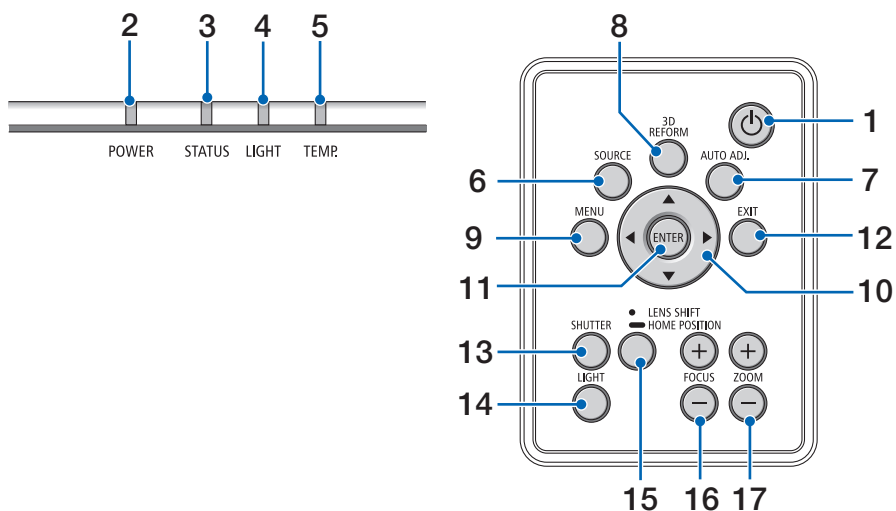 2 3 4 5
POWER STATUS LIGHT TEMP.
8
1
3D
REFORM
SOURCE
AUTO ADJ.
6
7
MENU
EXIT
9
ENTER
12
11
10
LENS SHIFT
SHUTTER
HOME POSITION
13
LIGHT
FOCUS
ZOOM
14
15 16 17